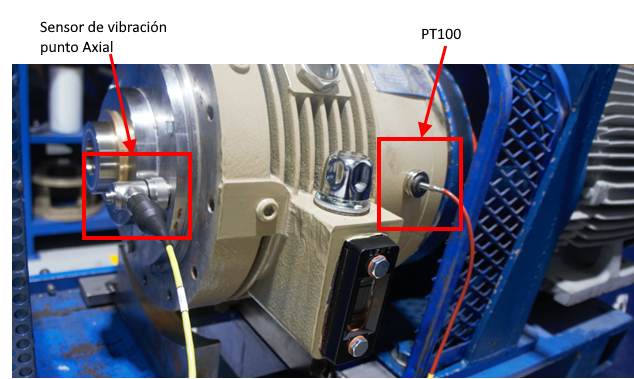 Sensor de vibración
punto Axial
PT100